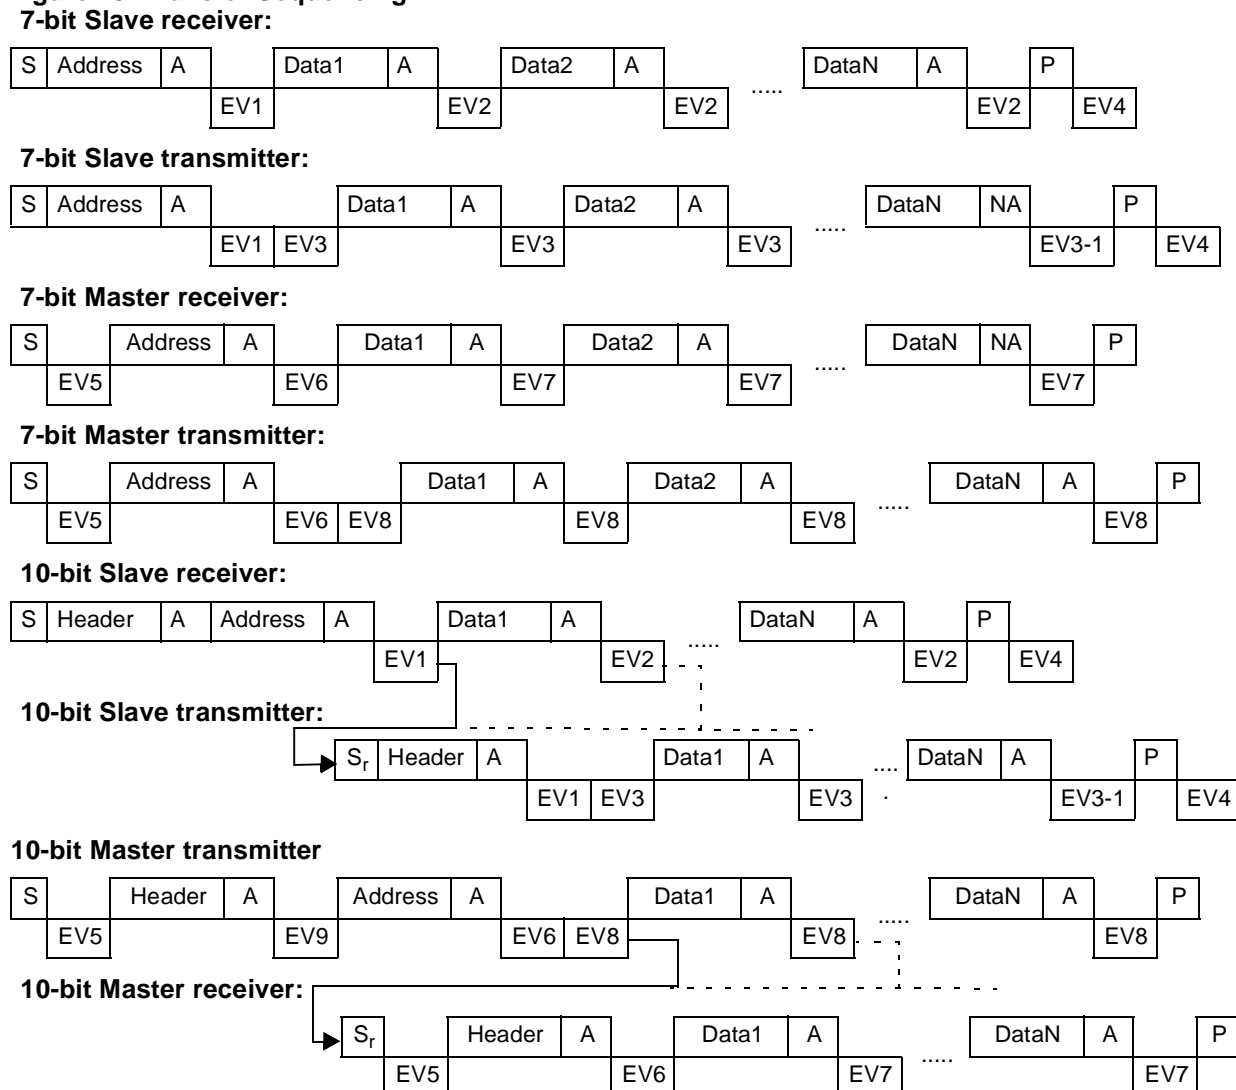 7-bit Slave receiver:
S Address A Data1 A Data2 A ..... DataN A P
EV1 EV2 EV2 EV2 EV4
7-bit Slave transmitter:
S Address A Data1 A Data2 A ..... DataN NA P
EV1 EV3 EV3 EV3 EV3-1 EV4
7-bit Master receiver:
S Address A Data1 A Data2 A ..... DataN NA P
EV5 EV6 EV7 EV7 EV7
7-bit Master transmitter:
S Address A Data1 A Data2 A ..... DataN A P
EV5 EV6 EV8 EV8 EV8 EV8
10-bit Slave receiver:
S Header A Address A Data1 A ..... DataN A P
EV1 EV2 EV2 EV4
10-bit Slave transmitter:
Sr Header A Data1 A .... DataN A P
EV1 EV3 EV3 . EV3-1 EV4
10-bit Master transmitter
S Header A Address A Data1 A ..... DataN A P
EV5 EV9 EV6 EV8 EV8 EV8
10-bit Master receiver:
Sr Header A Data1 A ..... DataN A P
EV5 EV6 EV7 EV7